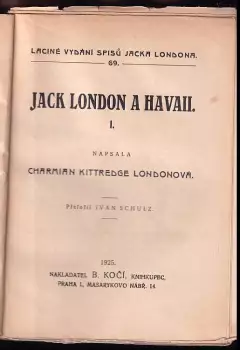 LACINÉ VYDÁNÍ SPISŮ JACKA LONDONA.
69.
JACK LONDON A HAVAII.
I.
NAPSALA
CHARMIAN KITTREDGE LONDONOVÁ.
Přeložil IVAN SCHULZ.
1925.
NAKLADATEL B. KOČÍ, KNIHKUPEC,
PRAHA I, MASARYKOVO NÁBŘ. 14